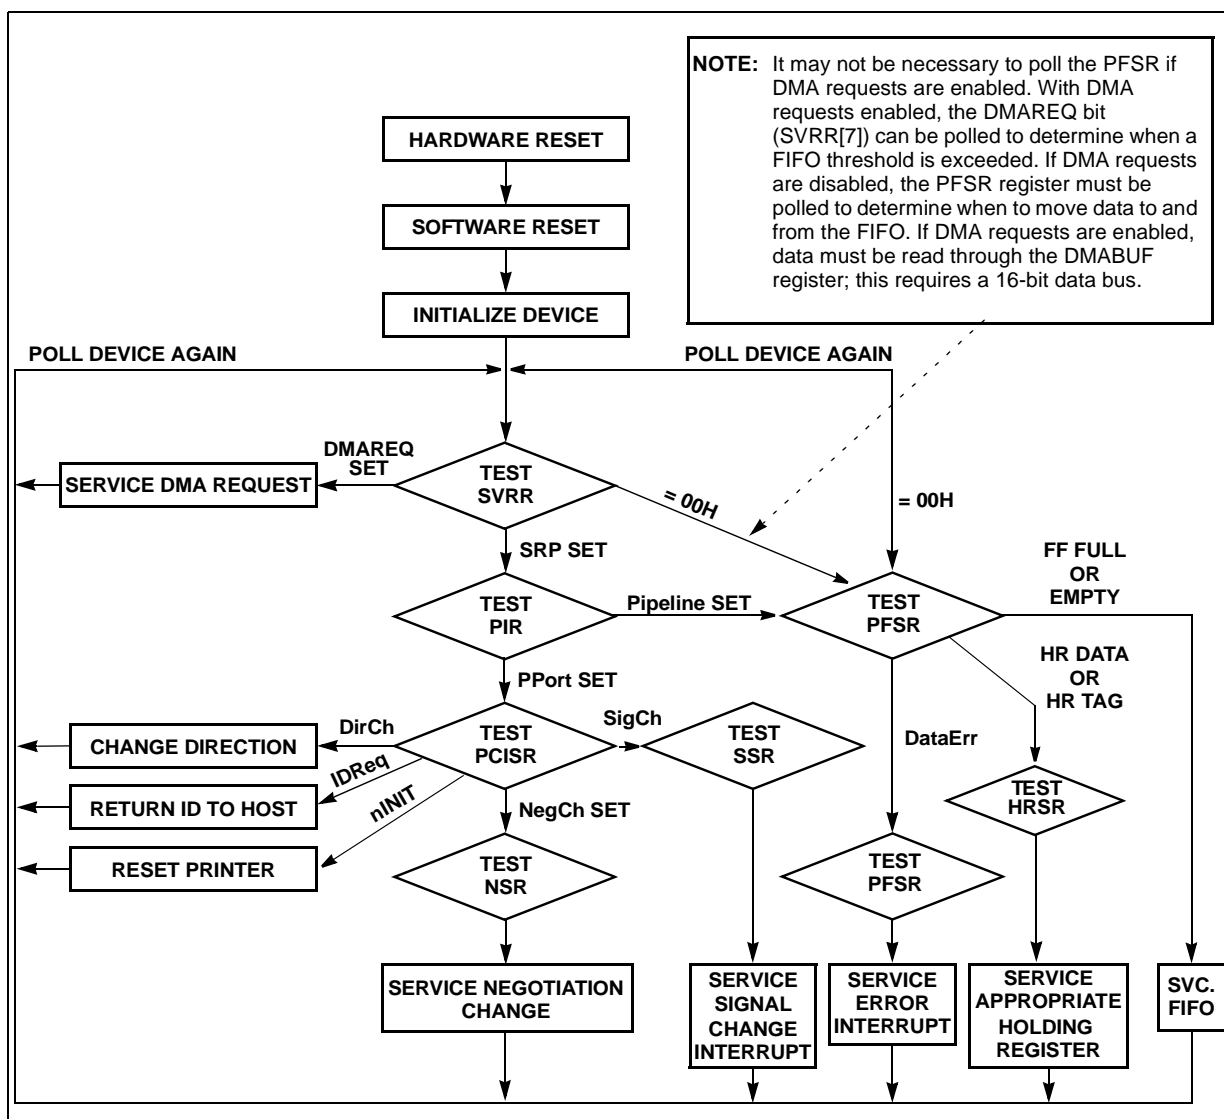 NOTE: It may not be necessary to poll the PFSR if
DMA requests are enabled. With DMA
requests enabled, the DMAREQ bit
(SVRR[7]) can be polled to determine when a
FIFO threshold is exceeded. If DMA requests
are disabled, the PFSR register must be
polled to determine when to move data to and
from the FIFO. If DMA requests are enabled,
data must be read through the DMABUF
register; this requires a 16-bit data bus.
HARDWARE RESET
SOFTWARE RESET
INITIALIZE DEVICE
POLL DEVICE AGAIN
POLL DEVICE AGAIN
DMAREQ
SET
SERVICE DMA REQUEST
TEST
SVRR
= 00H
= 00H
SRP SET
FF FULL
OR
EMPTY
TEST
PIR
Pipeline SET
TEST
PFSR
HR DATA
OR
HR TAG
PPort SET
DirCh
CHANGE DIRECTION
TEST
PCISR
SigCh
TEST
SSR
DataErr
IDReq
RETURN ID TO HOST
nINIT
NegCh SET
TEST
HRSR
RESET PRINTER
TEST
NSR
TEST
PFSR
SERVICE NEGOTIATION
CHANGE
SERVICE
SIGNAL
CHANGE
INTERRUPT
SERVICE
ERROR
INTERRUPT
SERVICE
APPROPRIATE
HOLDING
REGISTER
SVC.
FIFO